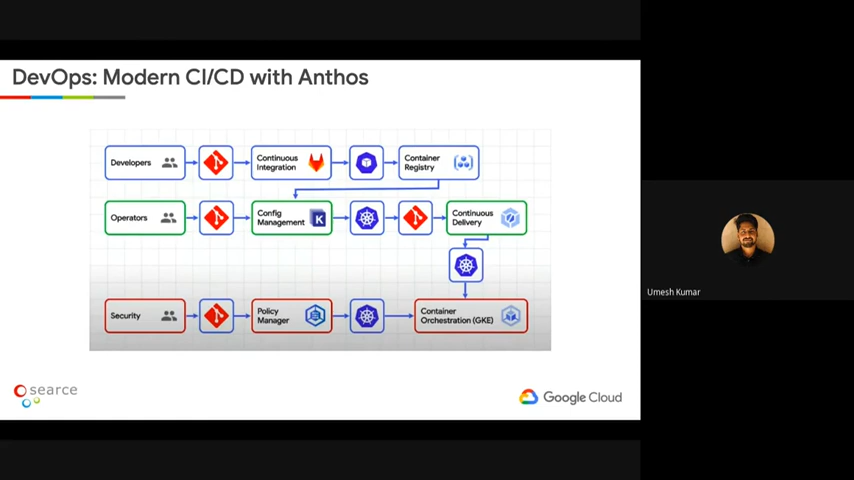 DevOps: Modern CI/CD with Anthos
Developers
Continuous
Integration
Container
Registry
Operators
Config
Management
K
Continuous
Delivery
Security
Policy
Manager
Container
Orchestration (GKE)
searce
Google Cloud
Umesh Kumar